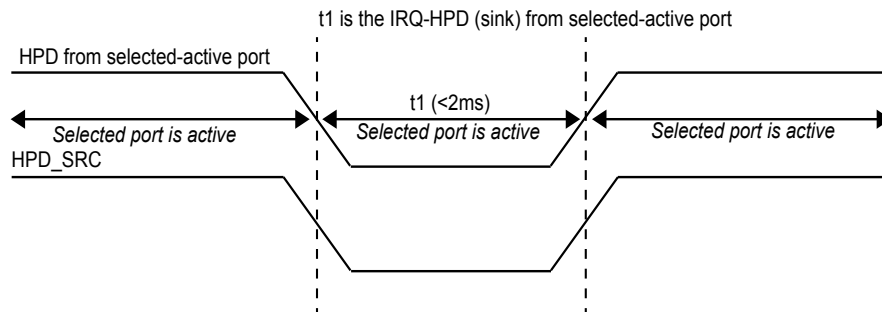 t1 is the IRQ-HPD (sink) from selected-active port
HPD from selected-active port
t1 (<2ms)
Selected port is active
Selected port is active
Selected port is active
HPD_SRC